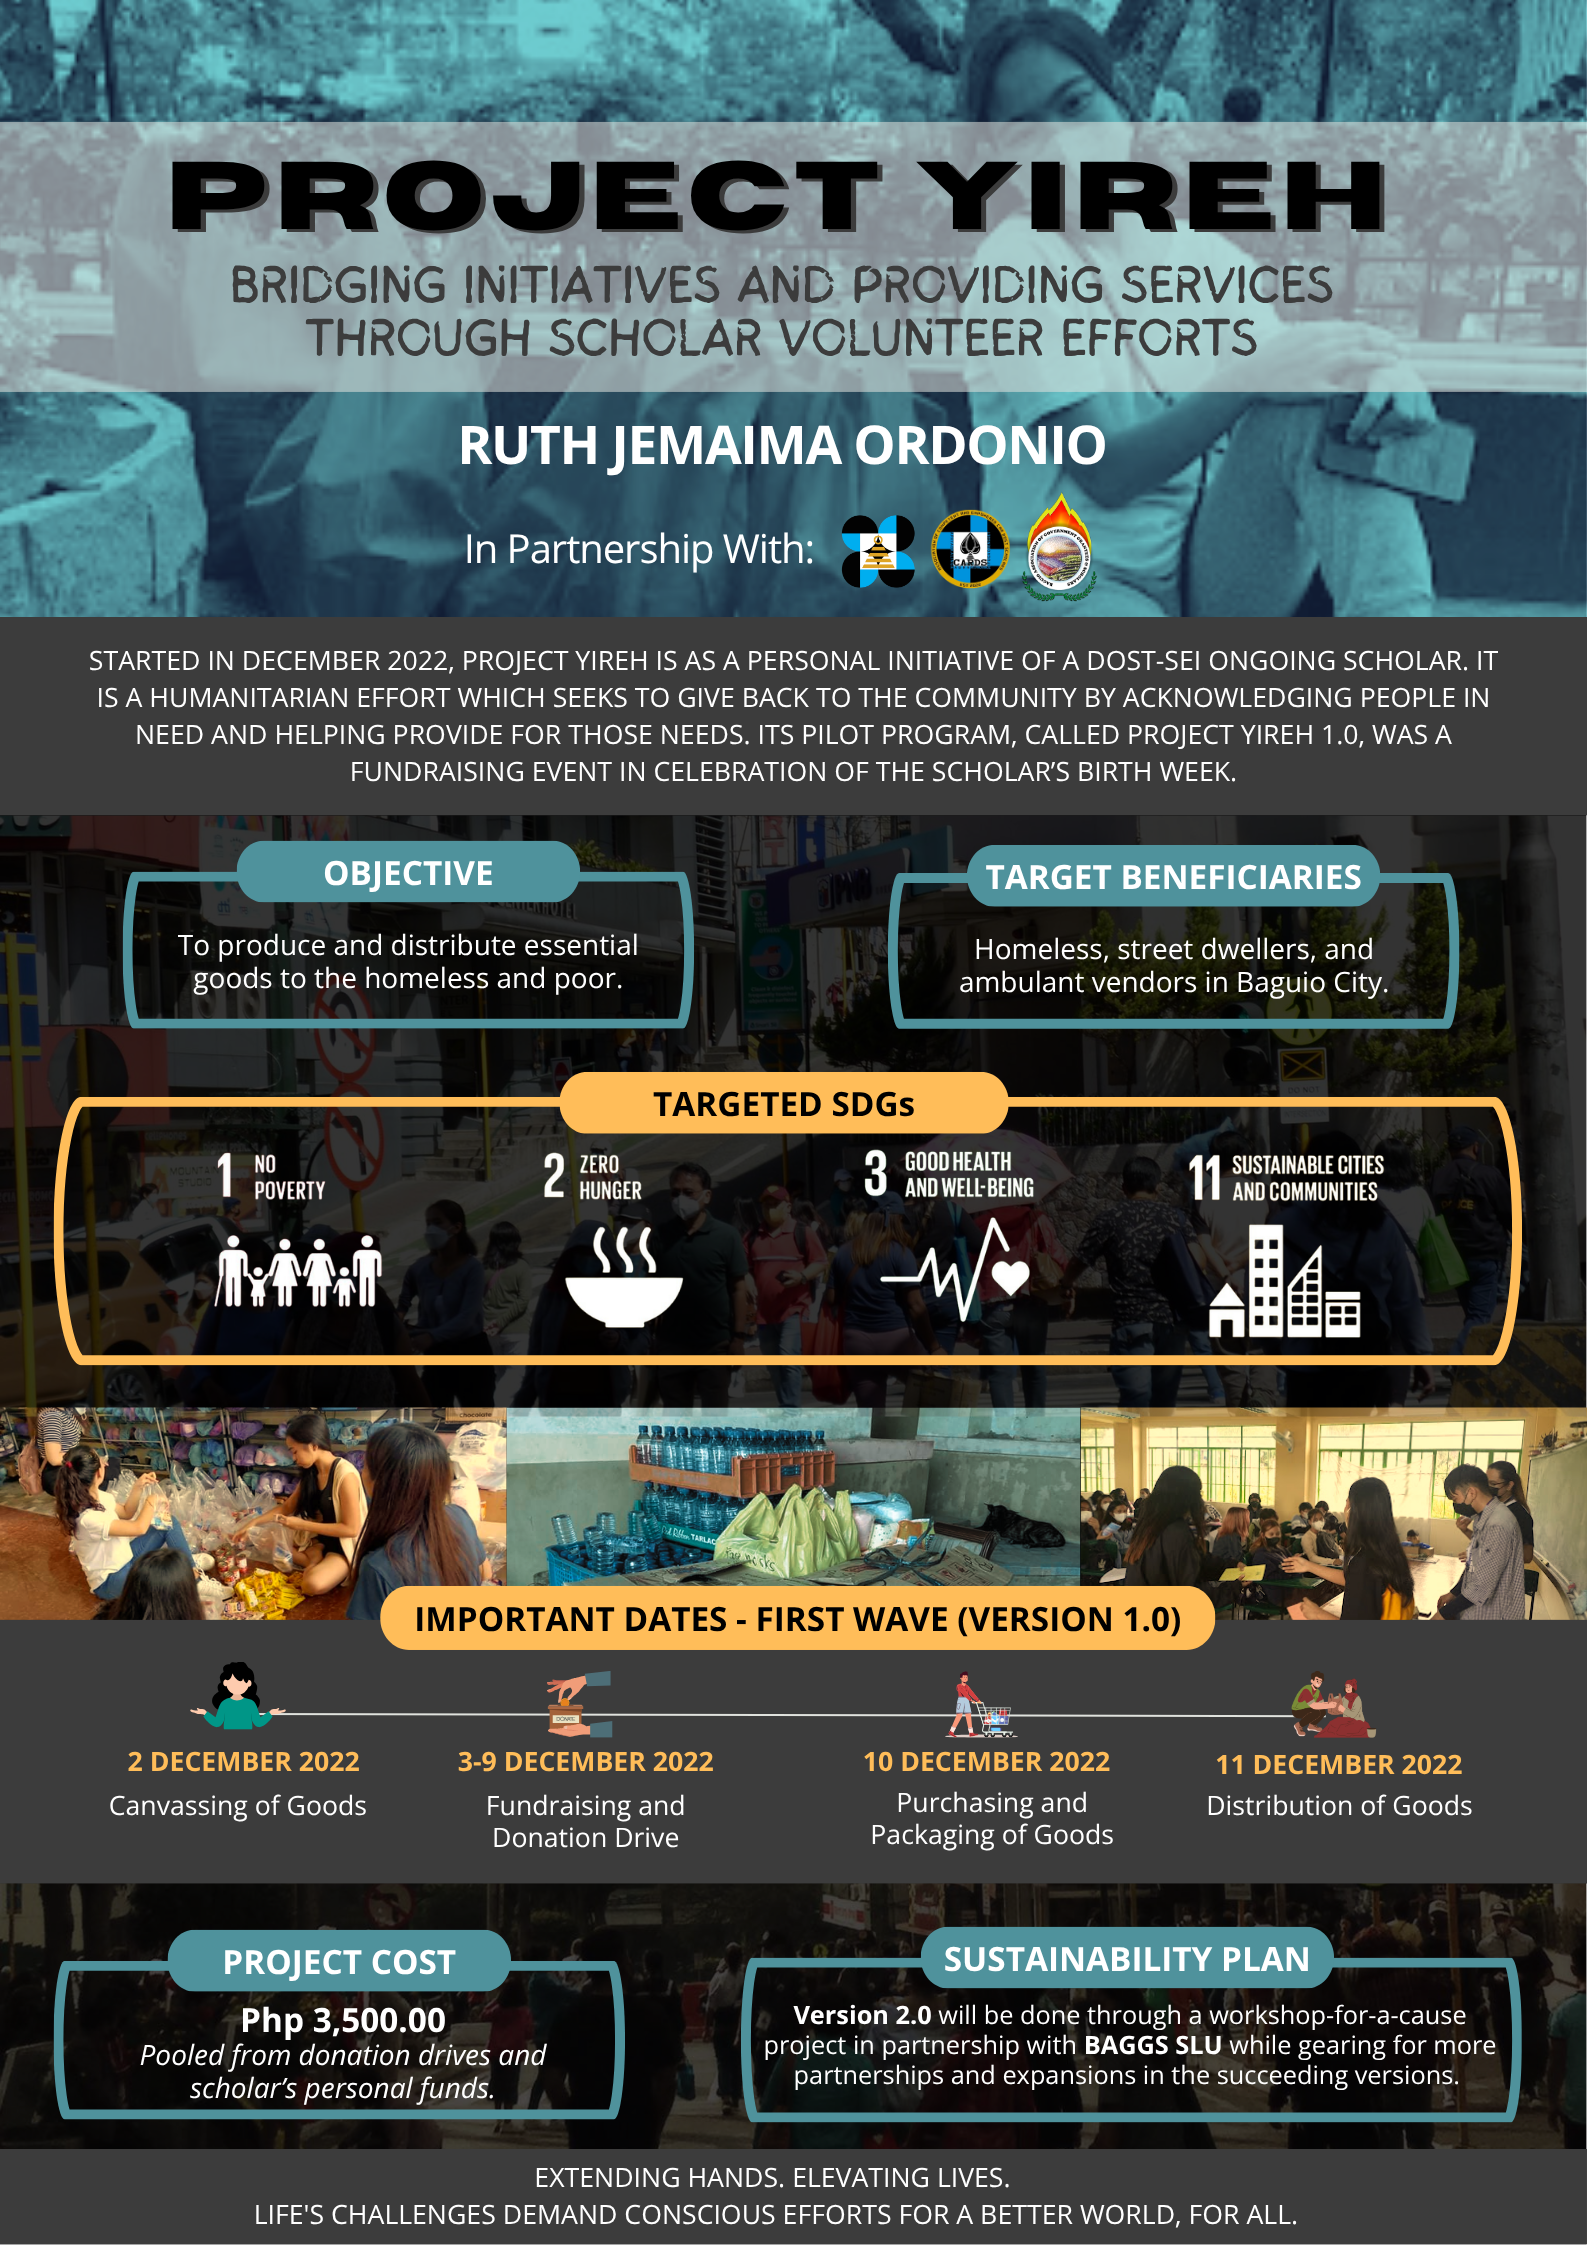 PROJECT YIREH
BRIDGING INITIATIVES AND PROVIDING SERVICES
THROUGH SCHOLAR VOLUNTEER EFFORTS
RUTH JEMAIMA ORDONIO
In Partnership With:
CARDS
STARTED IN DECEMBER 2022, PROJECT YIREH IS AS A PERSONAL INITIATIVE OF A DOST-SEI ONGOING SCHOLAR. IT
IS A HUMANITARIAN EFFORT WHICH SEEKS TO GIVE BACK TO THE COMMUNITY BY ACKNOWLEDGING PEOPLE IN
NEED AND HELPING PROVIDE FOR THOSE NEEDS. ITS PILOT PROGRAM, CALLED PROJECT YIREH 1.0, WAS A
FUNDRAISING EVENT IN CELEBRATION OF THE SCHOLAR'S BIRTH WEEK.
OBJECTIVE
To produce and distribute essential
goods to the homeless and poor.
TARGET BENEFICIARIES
Homeless, street dwellers, and
ambulant vendors in Baguio City.
TARGETED SDGs
1 NO
POVERTY
2 ZERO
HUNGER
3 GOOD HEALTH
AND WELL-BEING
11 SUSTAINABLE CITIES
AND COMMUNITIES
TARLAC
IMPORTANT DATES - FIRST WAVE (VERSION 1.0)
DONATE
2 DECEMBER 2022
Canvassing of Goods
3-9 DECEMBER 2022
Fundraising and
Donation Drive
10 DECEMBER 2022
Purchasing and
Packaging of Goods
11 DECEMBER 2022
Distribution of Goods
PROJECT COST
Php 3,500.00
Pooled from donation drives and
scholar's personal funds.
SUSTAINABILITY PLAN
Version 2.0 will be done through a workshop-for-a-cause
project in partnership with BAGGS SLU while gearing for more
partnerships and expansions in the succeeding versions.
EXTENDING HANDS. ELEVATING LIVES.
LIFE'S CHALLENGES DEMAND CONSCIOUS EFFORTS FOR A BETTER WORLD, FOR ALL.